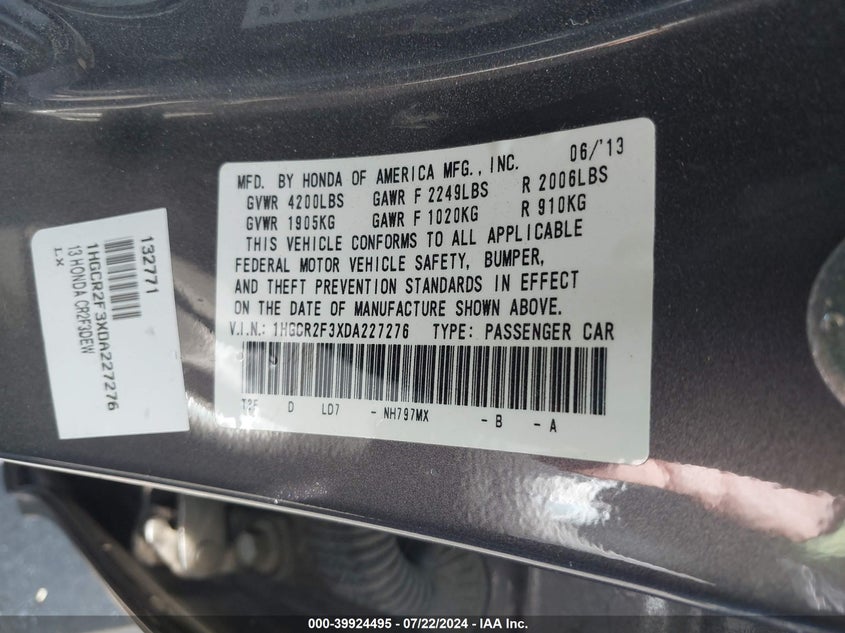 06/'13
MFD. BY HONDA OF AMERICA MFG., INC.
GVWR 4200LBS GAWR F 2249LBS R 2006LBS
GVWR 1905KG GAWR F 1020KG R 910KG
THIS VEHICLE CONFORMS TO ALL APPLICABLE
FEDERAL MOTOR VEHICLE SAFETY, BUMPER,
AND THEFT PREVENTION STANDARDS IN EFFECT
ON THE DATE OF MANUFACTURE SHOWN ABOVE.
V.I.N.: 1HGCR2F3XDA227276 TYPE: PASSENGER CAR
D LD7 - NH797MX - B - A
132771
1HGCR2F3XDA227276
13 HONDA CR2F3DEW
LX
000-39924495 - 07/22/2024 - IAA Inc.